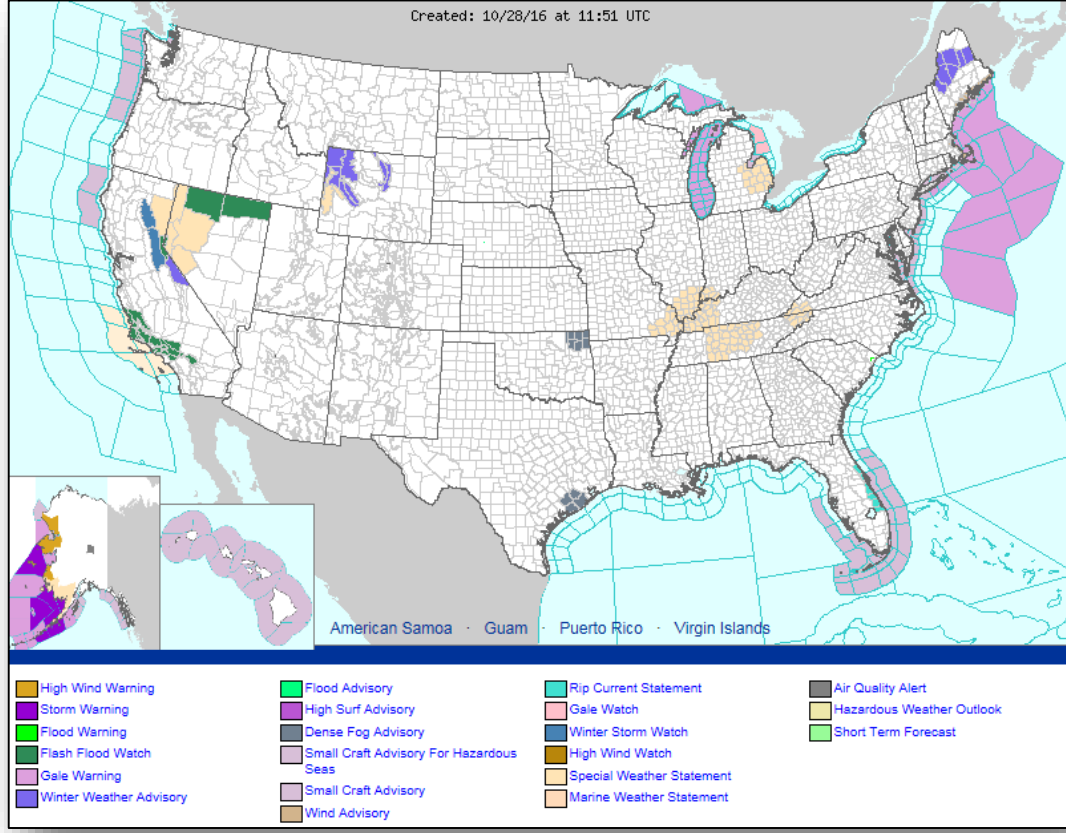 Created: 10/28/16 at 11:51 UTC
American Samoa · Guam · Puerto Rico · Virgin Islands
High Wind Warning
Storm Warning
Flood Warning
Flash Flood Watch
Gale Warning
Winter Weather Advisory
Flood Advisory
High Surf Advisory
Dense Fog Advisory
Small Craft Advisory For Hazardous
Seas
Small Craft Advisory
Wind Advisory
Rip Current Statement
Gale Watch
Winter Storm Watch
High Wind Watch
Special Weather Statement
Marine Weather Statement
Air Quality Alert
Hazardous Weather Outlook
Short Term Forecast